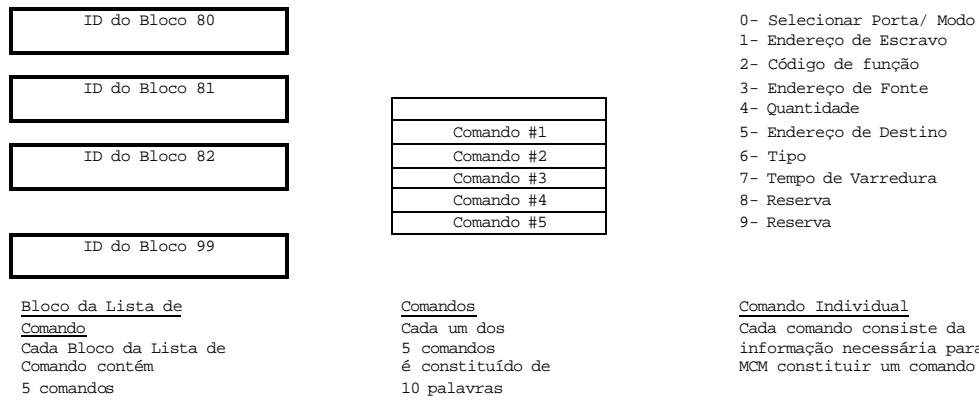 ID do Bloco 80
ID do Bloco 81
ID do Bloco 82
ID do Bloco 99
Bloco da Lista de
Comando
Cada Bloco da Lista de
Comando contém
5 comandos
Comando #1
Comando #2
Comando #3
Comando #4
Comando #5
Comandos
Cada um dos
5 comandos
é constituído de
10 palavras
0- Selecionar Porta/ Modo
1- Endereço de Escravo
2- Código de função
3- Endereço de Fonte
4- Quantidade
5- Endereço de Destino
6- Tipo
7- Tempo de Varredura
8- Reserva
9- Reserva
Comando Individual
Cada comando consiste da
informação necessária para
MCM constituir um comando